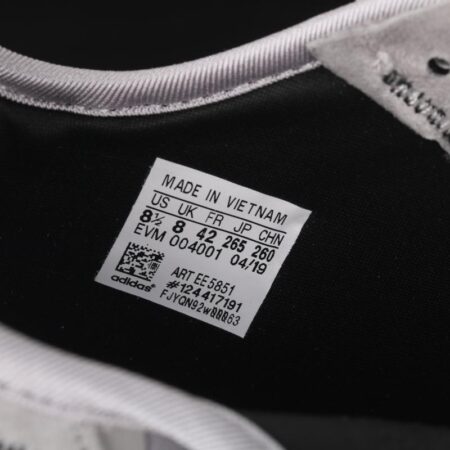 MADE IN VIETNAM
US UK FR JP CHN
8½ 8 42 265 260
EVM 004001 04/19
ART EE5851
#124417191
adidas®